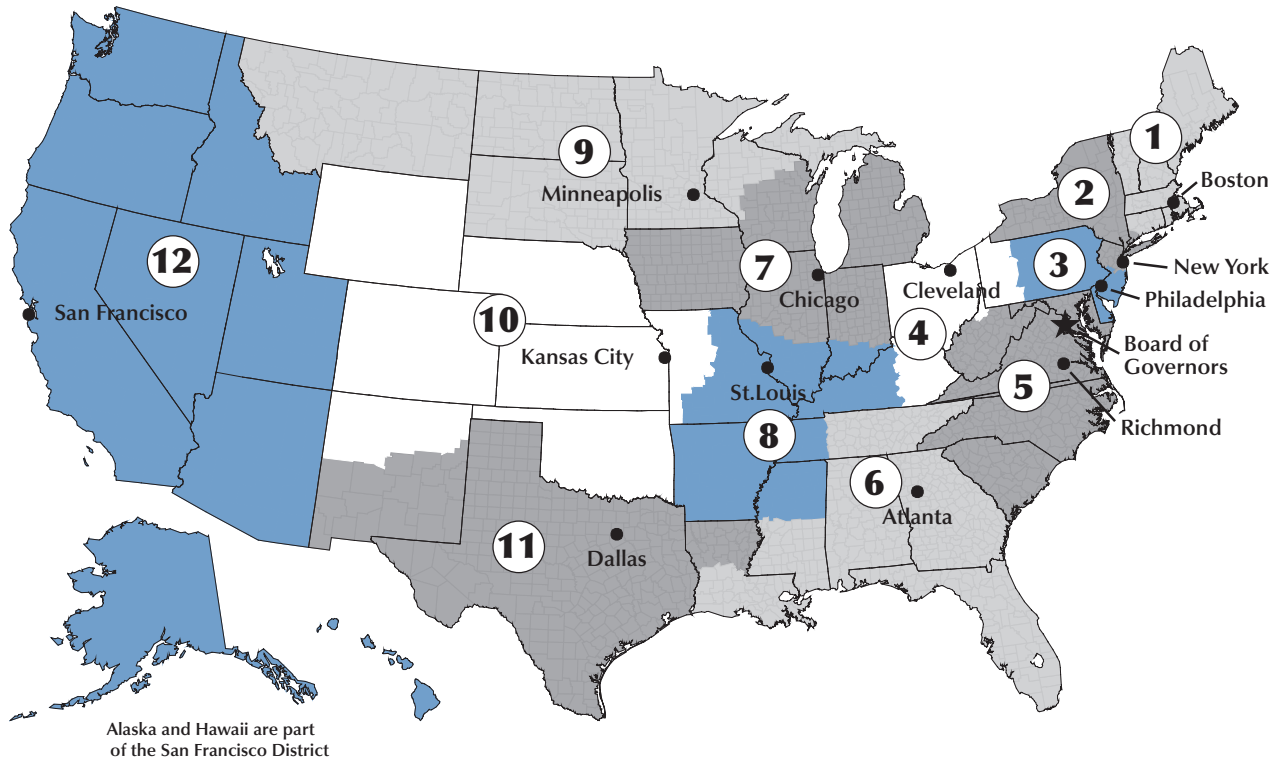 1
Boston
2
9
Minneapolis
12
7
3
New York
Chicago
Cleveland
Philadelphia
San Francisco
10
4
Kansas City
Board of
Governors
St.Louis
5
8
Richmond
6
Atlanta
11
Dallas
Alaska and Hawaii are part
of the San Francisco District